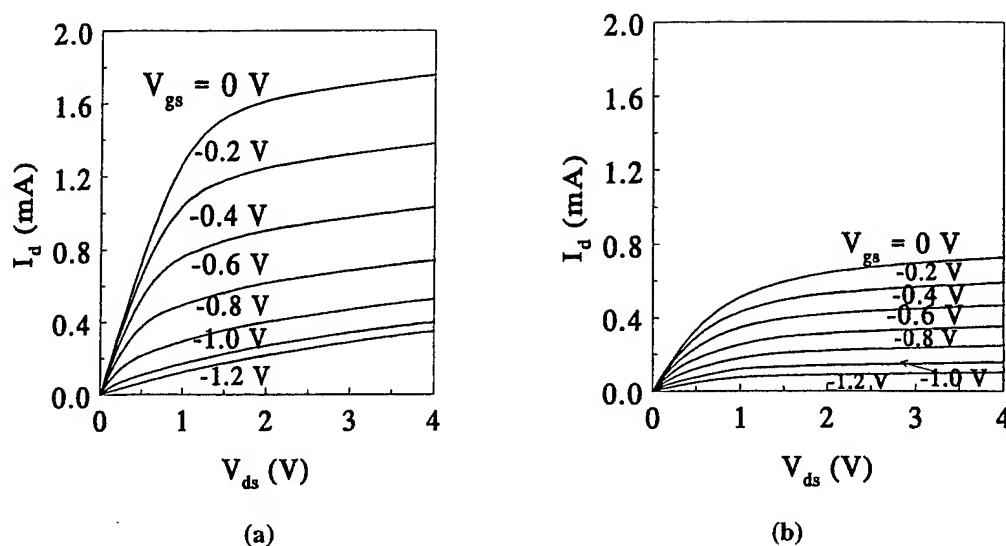 2.0
1.6
1.2
0.8
0.4
0.0
I_d (mA)
V_gs = 0 V
-0.2 V
-0.4 V
-0.6 V
-0.8 V
-1.0 V
-1.2 V
0 1 2 3 4
V_ds (V)
(a)
2.0
1.6
1.2
0.8
0.4
0.0
I_d (mA)
V_gs = 0 V
-0.2 V
-0.4 V
-0.6 V
-0.8 V
-1.2 V -1.0 V
0 1 2 3 4
V_ds (V)
(b)